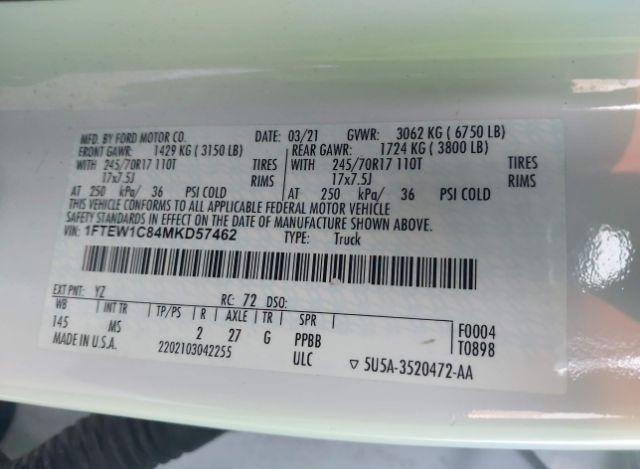 MFD. BY FORD MOTOR CO. DATE: 03/21 GVWR: 3062 KG ( 6750 LB)
FRONT GAWR: 1429 KG ( 3150 LB) REAR GAWR: 1724 KG ( 3800 LB)
WITH 245/70R17 110T TIRES WITH 245/70R17 110T TIRES
17x7.5J RIMS 17x7.5J RIMS
AT 250 kPa/ 36 PSI COLD AT 250 kPa/ 36 PSI COLD
THIS VEHICLE CONFORMS TO ALL APPLICABLE FEDERAL MOTOR VEHICLE
SAFETY STANDARDS IN EFFECT ON THE DATE OF MANUFACTURE SHOWN ABOVE.
VIN: 1FTEW1C84MKD57462 TYPE: Truck
EXT PNT: YZ RC: 72 DSO:
WB INT TR TP/PS R AXLE TR SPR F0004
145 MS 2 27 G PPBB T0898
MADE IN U.S.A. 2202103042255 ULC ▽ 5U5A-3520472-AA